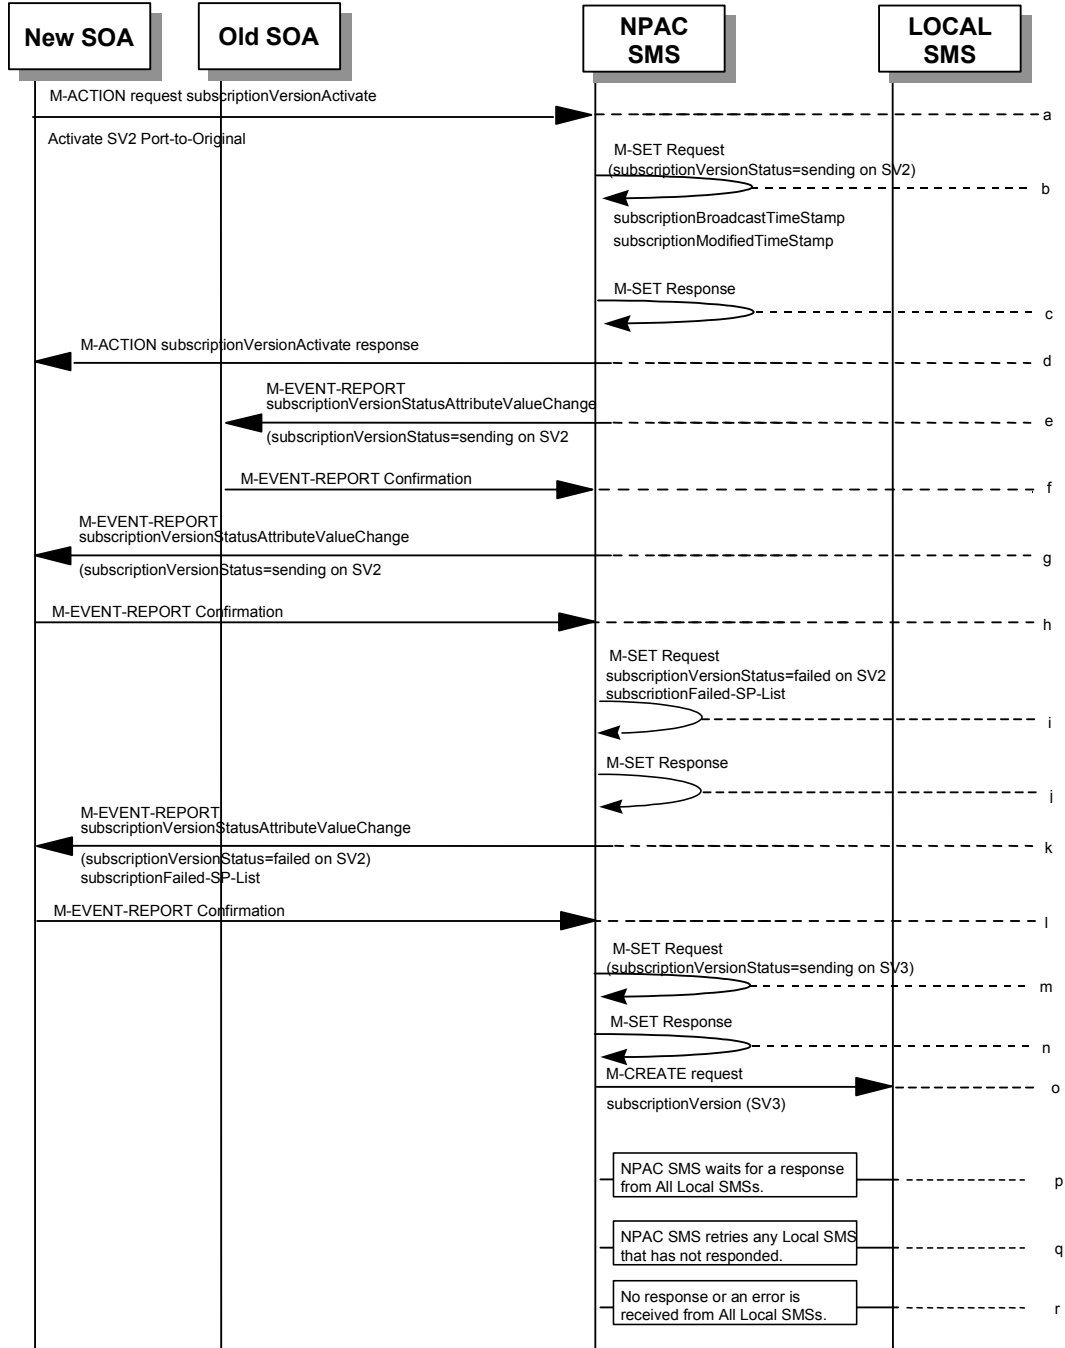 New SOA
Old SOA
NPAC
SMS
LOCAL
SMS
M-ACTION request subscriptionVersionActivate
a
Activate SV2 Port-to-Original
M-SET Request
(subscriptionVersionStatus=sending on SV2)
b
subscriptionBroadcastTimeStamp
subscriptionModifiedTimeStamp
M-SET Response
c
M-ACTION subscriptionVersionActivate response
d
M-EVENT-REPORT
subscriptionVersionStatusAttributeValueChange
e
(subscriptionVersionStatus=sending on SV2
M-EVENT-REPORT Confirmation
f
M-EVENT-REPORT
subscriptionVersionStatusAttributeValueChange
g
(subscriptionVersionStatus=sending on SV2
M-EVENT-REPORT Confirmation
h
M-SET Request
subscriptionVersionStatus=failed on SV2
subscriptionFailed-SP-List
i
M-SET Response
j
M-EVENT-REPORT
subscriptionVersionStatusAttributeValueChange
k
(subscriptionVersionStatus=failed on SV2)
subscriptionFailed-SP-List
M-EVENT-REPORT Confirmation
l
M-SET Request
(subscriptionVersionStatus=sending on SV3)
m
M-SET Response
n
M-CREATE request
o
subscriptionVersion (SV3)
NPAC SMS waits for a response
from All Local SMSs.
p
NPAC SMS retries any Local SMS
that has not responded.
q
No response or an error is
received from All Local SMSs.
r